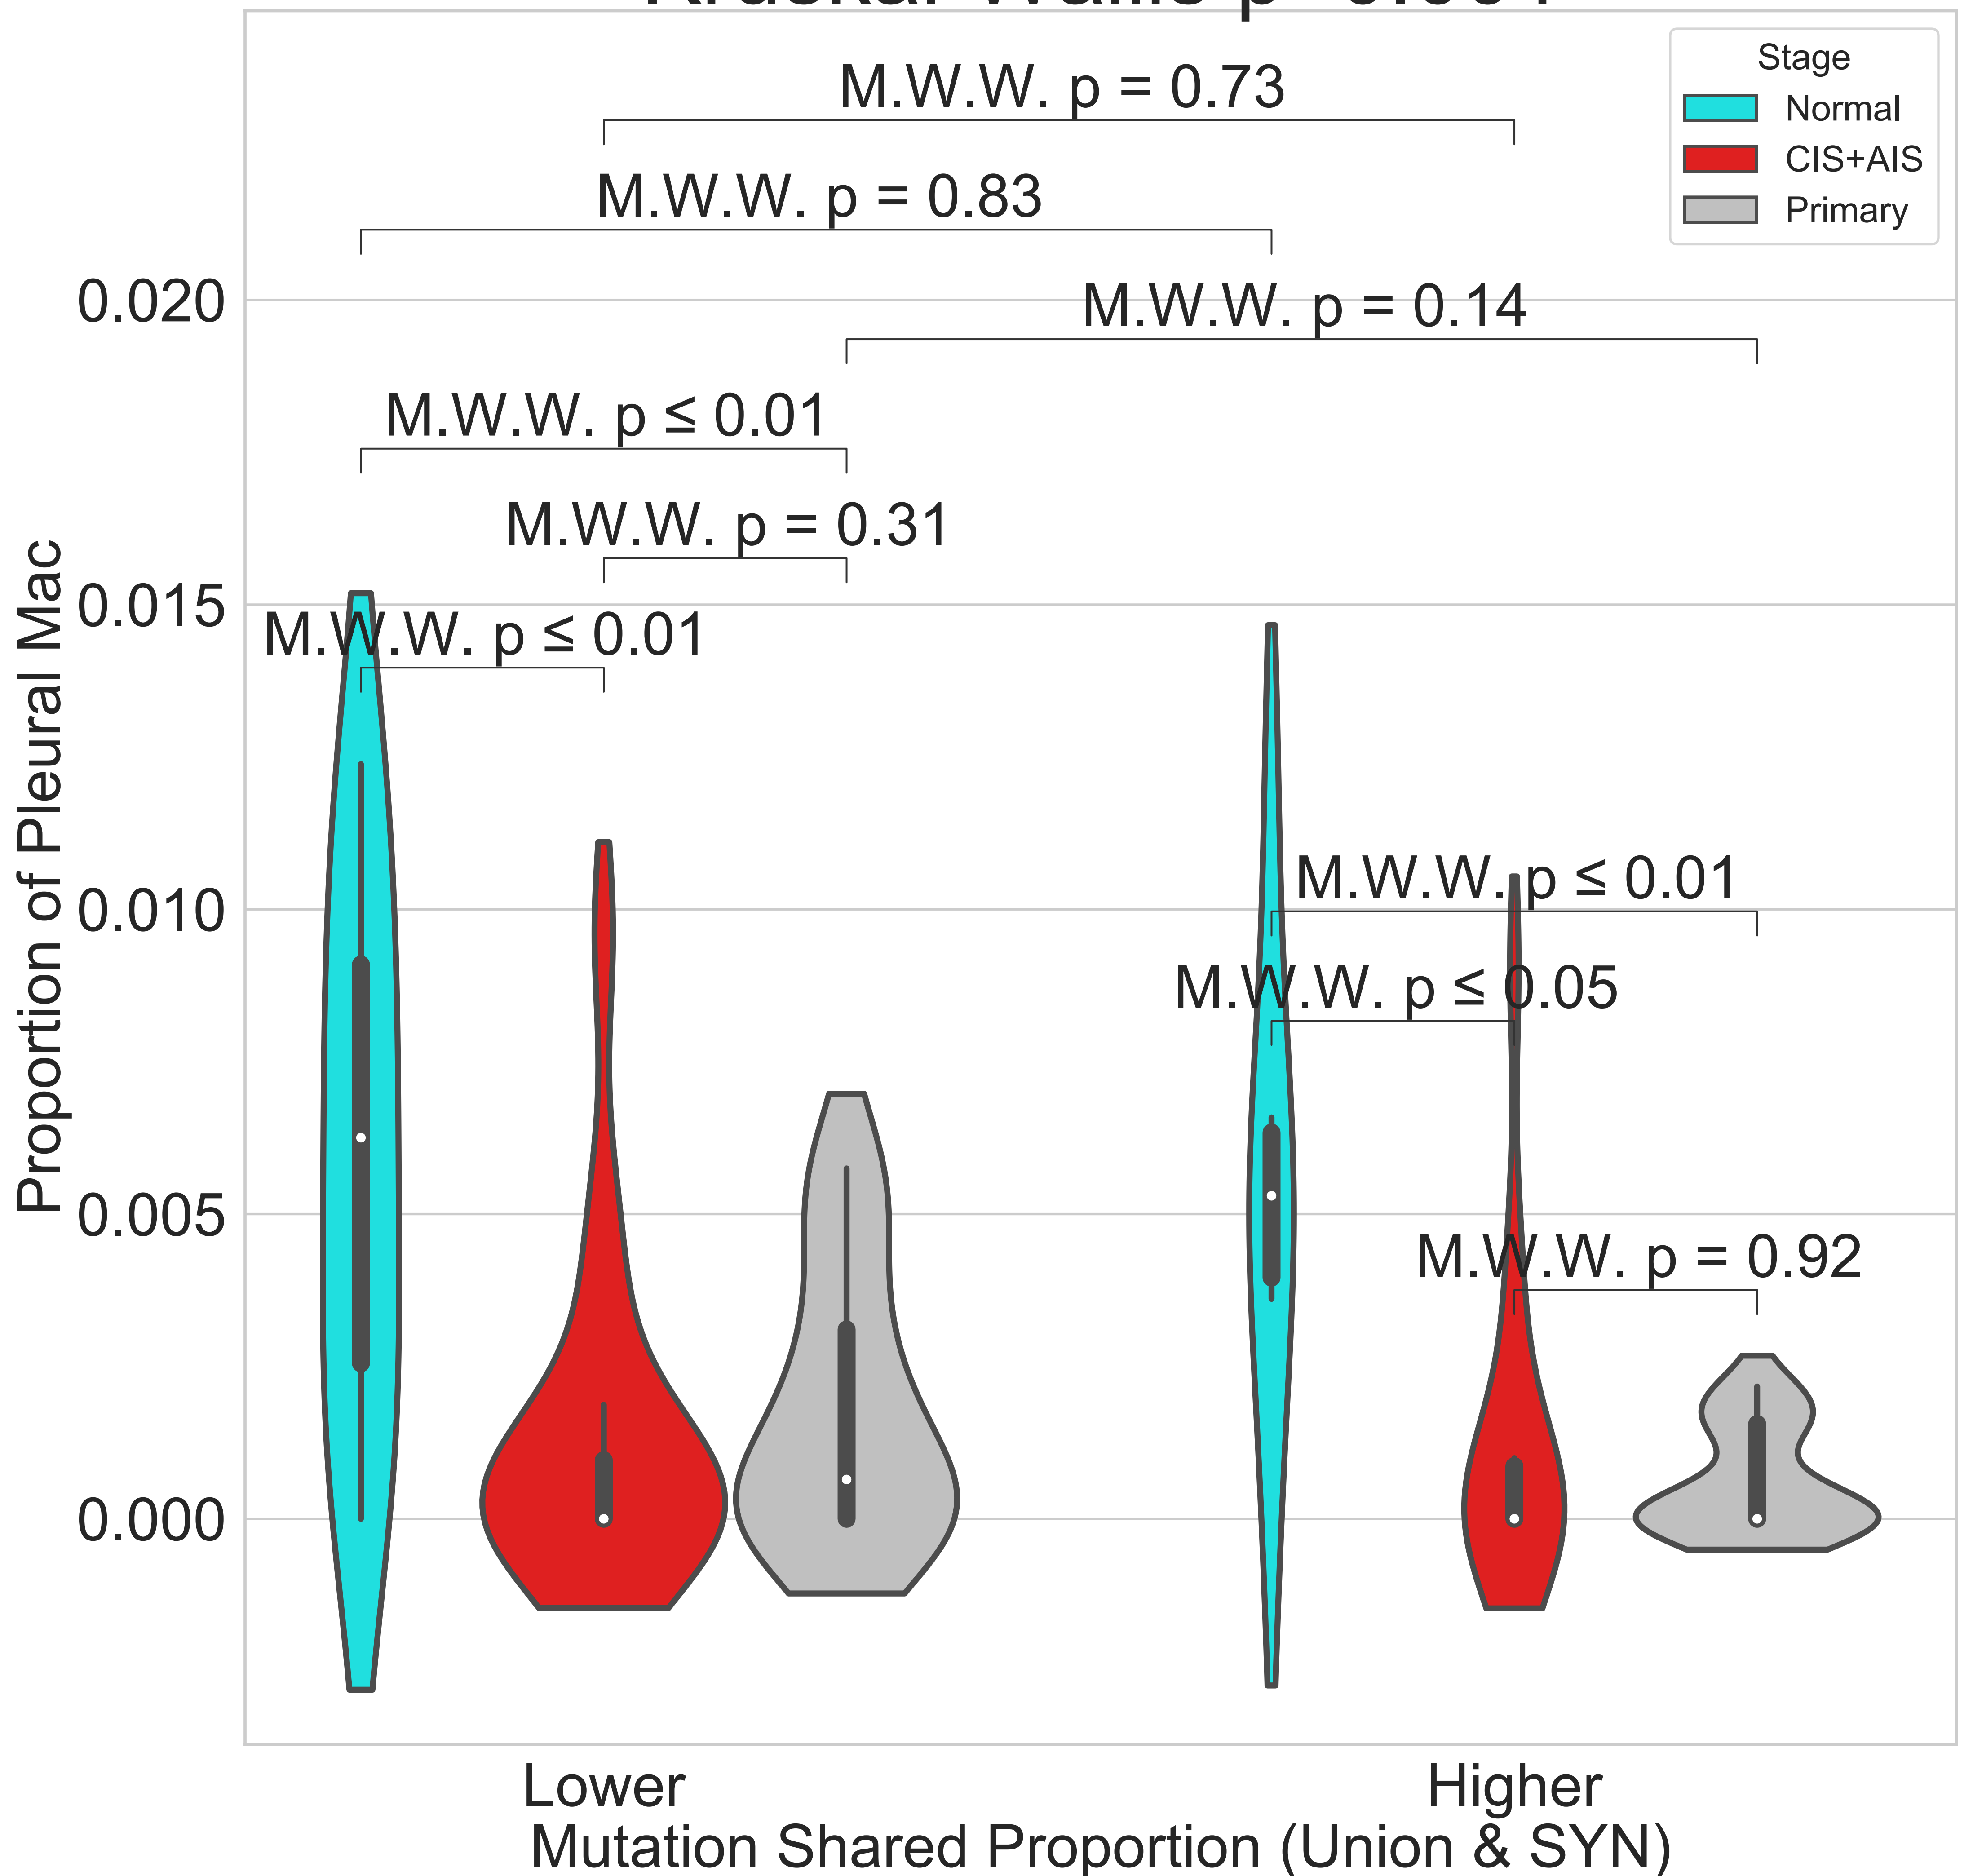 Stage
Normal
CIS+AIS
Primary
M.W.W. p = 0.73
M.W.W. p = 0.83
M.W.W. p = 0.14
M.W.W. p ≤ 0.01
M.W.W. p = 0.31
M.W.W. p ≤ 0.01
M.W.W. p ≤ 0.01
M.W.W. p ≤ 0.05
M.W.W. p = 0.92
Proportion of Pleural Mac
0.020
0.015
0.010
0.005
0.000
Lower
Higher
Mutation Shared Proportion (Union & SYN)